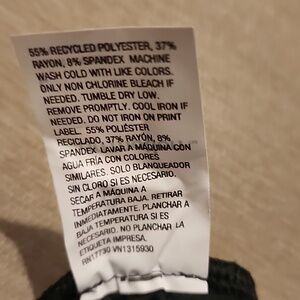 55% RECYCLED POLYESTER, 37%
RAYON, 8% SPANDEX MACHINE
WASH COLD WITH LIKE COLORS.
ONLY NON CHLORINE BLEACH IF
NEEDED. TUMBLE DRY LOW.
REMOVE PROMPTLY. COOL IRON IF
NEEDED. DO NOT IRON ON PRINT
LABEL. 55% POLIÉSTER
RECICLADO, 37% RAYON, 8%
SPANDEX LAVAR A MÁQUINA CON
AGUA FRÍA CON COLORES
SIMILARES. SOLO BLANQUEADOR
SIN CLORO SI ES NECESARIO.
SECAR A MÁQUINA A
TEMPERATURA BAJA. RETIRAR
INMEDIATAMENTE. PLANCHAR A
TEMPERATURA BAJA SI ES
NECESARIO. NO PLANCHAR LA
ETIQUETA IMPRESA.
RN17730 VN1315930